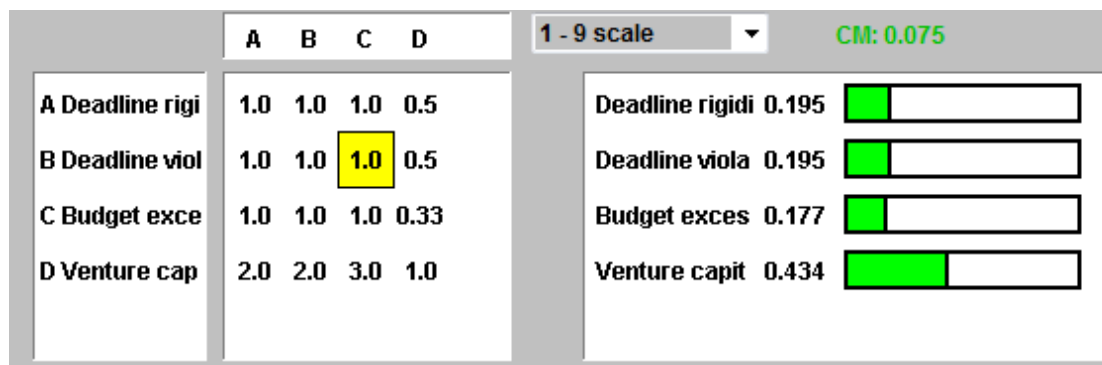 A B C D
1 - 9 scale
CM: 0.075
A Deadline rigi 1.0 1.0 1.0 0.5
B Deadline viol 1.0 1.0 1.0 0.5
C Budget exce 1.0 1.0 1.0 0.33
D Venture cap 2.0 2.0 3.0 1.0
Deadline rigidi 0.195
Deadline viola 0.195
Budget exces 0.177
Venture capit 0.434